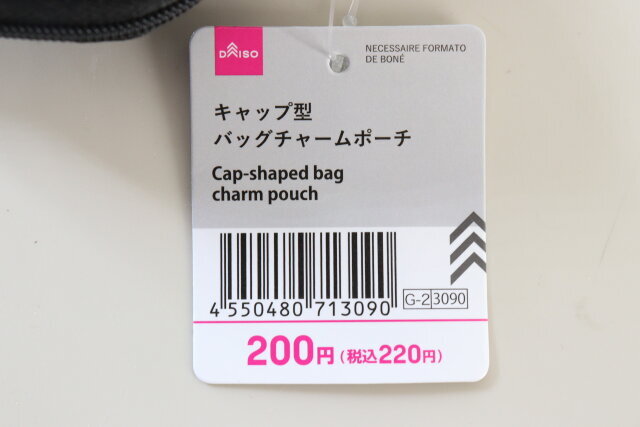 DAISO
NECESSAIRE FORMATO
DE BONÉ
キャップ型
バッグチャームポーチ
Cap-shaped bag
charm pouch
4 550480 713090
G-2 3090
200円(税込220円)